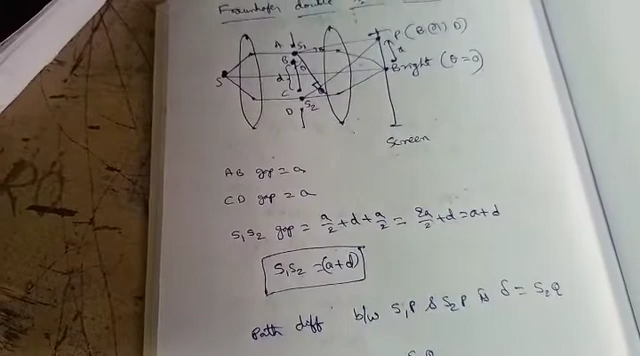 Fraunhofer double
P (B (or) D)
A S1
B
S d x
Bright (θ=0)
C
D S2
Screen
AB gap = a
CD gap = a
S1S2 gap = a/2 + d + a/2 = 2a/2 + d = a+d
S1S2 = (a+d)
Path diff b/w S1P & S2P is δ = S2Q